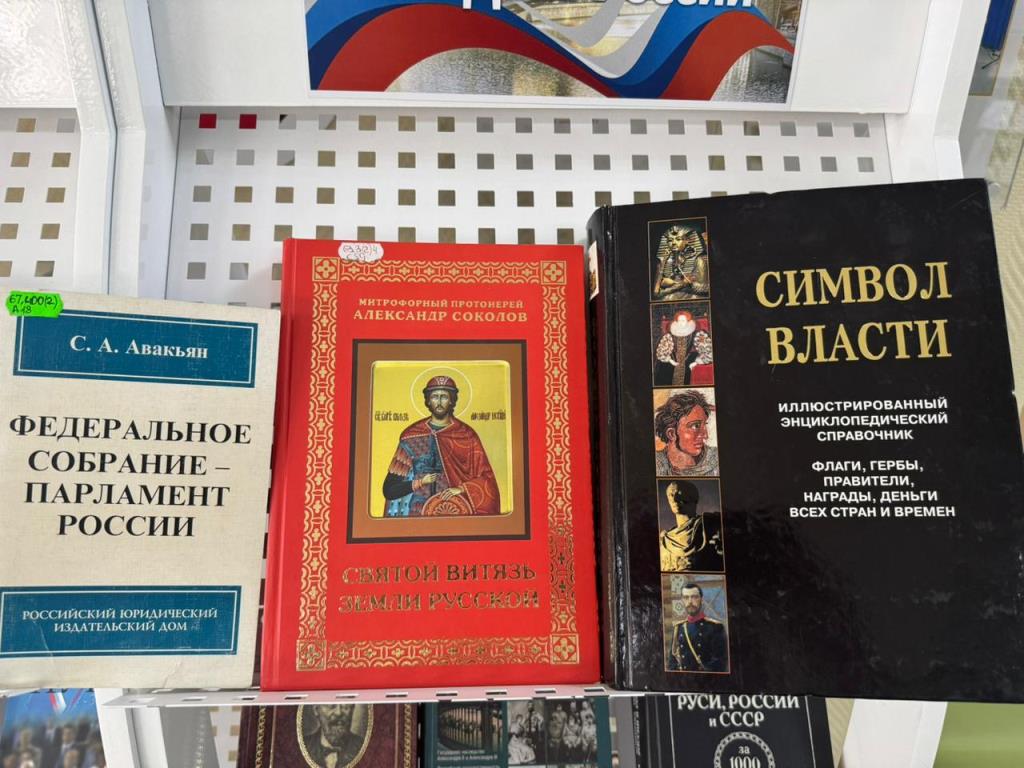 67.400(2)
А18
С. А. Авакьян
ФЕДЕРАЛЬНОЕ
СОБРАНИЕ –
ПАРЛАМЕНТ
РОССИИ
РОССИЙСКИЙ ЮРИДИЧЕСКИЙ
ИЗДАТЕЛЬСКИЙ ДОМ
МИТРОФОРНЫЙ ПРОТОИЕРЕЙ
АЛЕКСАНДР СОКОЛОВ
СВЯТОЙ ВИТЯЗЬ
ЗЕМЛИ РУССКОЙ
СИМВОЛ
ВЛАСТИ
ИЛЛЮСТРИРОВАННЫЙ
ЭНЦИКЛОПЕДИЧЕСКИЙ
СПРАВОЧНИК
ФЛАГИ, ГЕРБЫ,
ПРАВИТЕЛИ,
НАГРАДЫ, ДЕНЬГИ
ВСЕХ СТРАН И ВРЕМЕН
РУСИ, РОССИИ
и СССР
за
1000